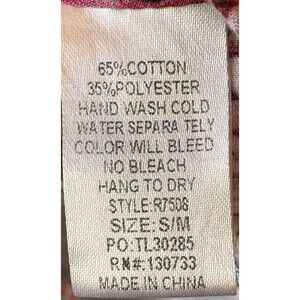 65%COTTON
35%POLYESTER
HAND WASH COLD
WATER SEPARA TELY
COLOR WILL BLEED
NO BLEACH
HANG TO DRY
STYLE:R7508
SIZE: S/M
PO:TL30285
RN#:130733
MADE IN CHINA